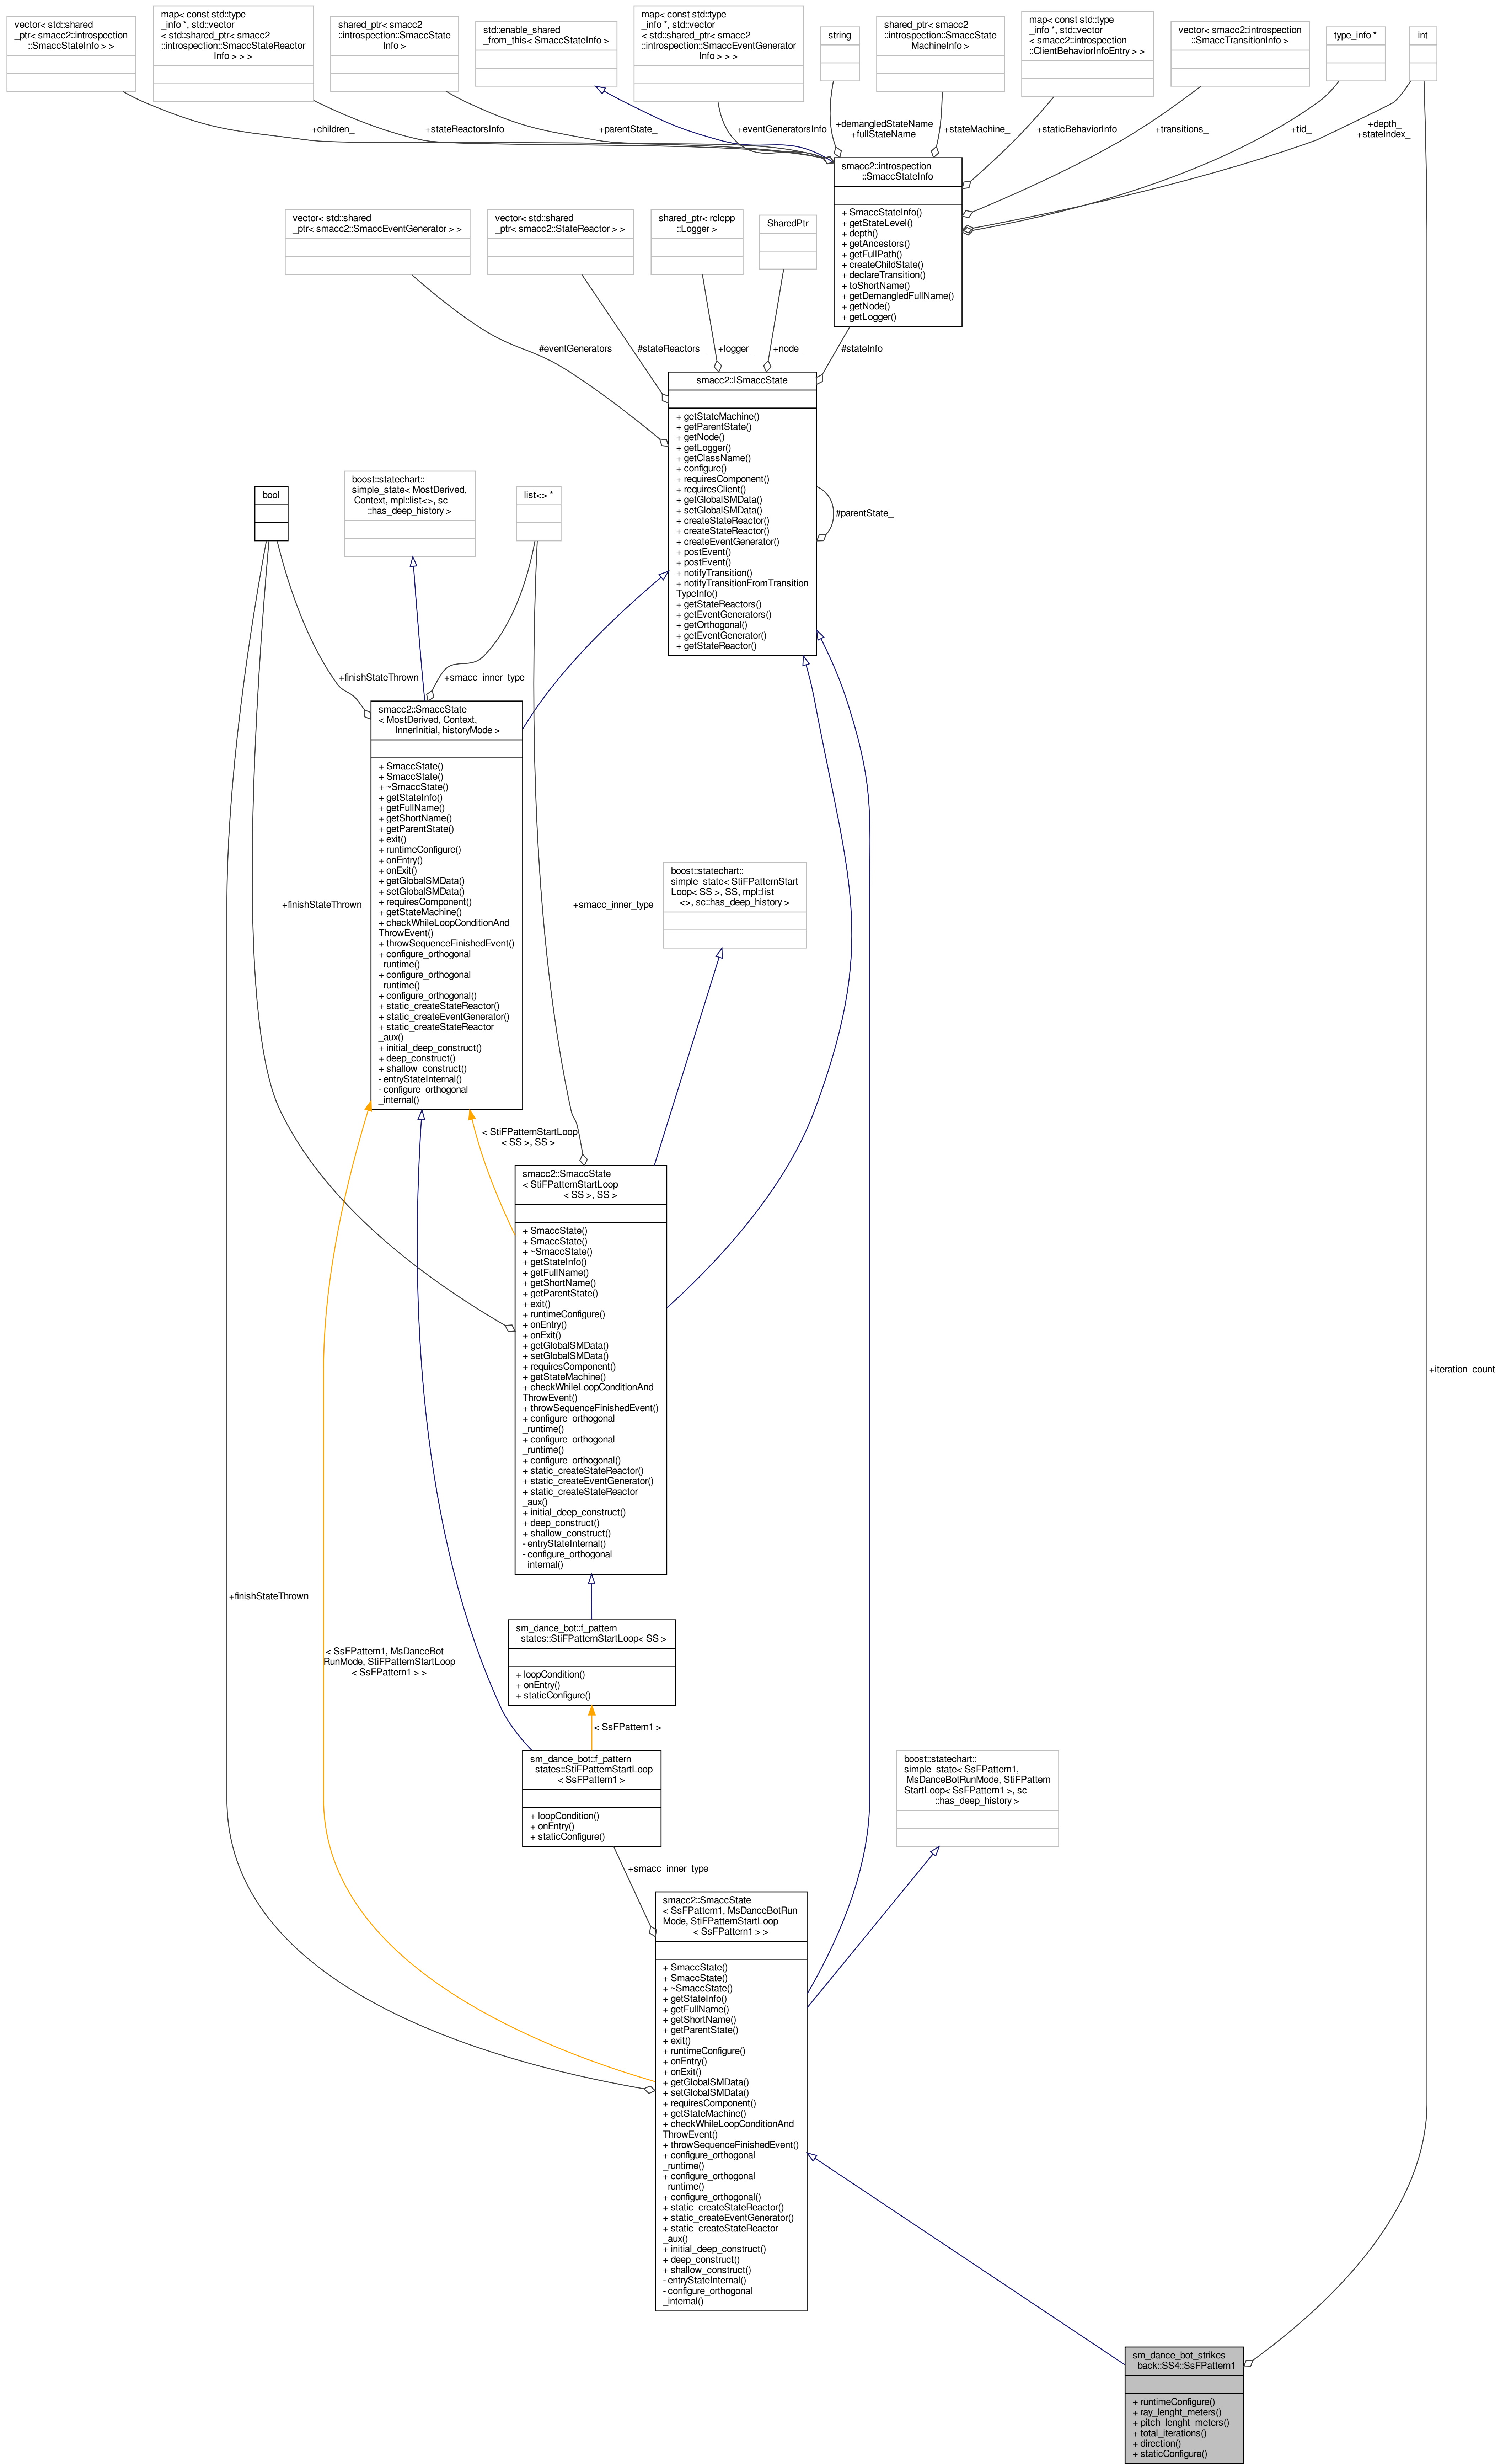 vector< std::shared
_ptr< smacc2::introspection
::SmaccStateInfo > >
map< const std::type
_info *, std::vector
< std::shared_ptr< smacc2
::introspection::SmaccStateReactor
Info > > >
shared_ptr< smacc2
::introspection::SmaccState
Info >
std::enable_shared
_from_this< SmaccStateInfo >
map< const std::type
_info *, std::vector
< std::shared_ptr< smacc2
::introspection::SmaccEventGenerator
Info > > >
string
shared_ptr< smacc2
::introspection::SmaccState
MachineInfo >
map< const std::type
_info *, std::vector
< smacc2::introspection
::ClientBehaviorInfoEntry > >
vector< smacc2::introspection
::SmaccTransitionInfo >
type_info *
int
+children_
+stateReactorsInfo
+parentState_
+eventGeneratorsInfo
+demangledStateName
+fullStateName
+stateMachine_
+staticBehaviorInfo
+transitions_
+tid_
+depth_
+stateIndex_
smacc2::introspection
::SmaccStateInfo
+ SmaccStateInfo()
+ getStateLevel()
+ depth()
+ getAncestors()
+ getFullPath()
+ createChildState()
+ declareTransition()
+ toShortName()
+ getDemangledFullName()
+ getNode()
+ getLogger()
vector< std::shared
_ptr< smacc2::SmaccEventGenerator > >
vector< std::shared
_ptr< smacc2::StateReactor > >
shared_ptr< rclcpp
::Logger >
SharedPtr
#eventGenerators_
#stateReactors_
+logger_
+node_
#stateInfo_
smacc2::ISmaccState
+ getStateMachine()
+ getParentState()
+ getNode()
+ getLogger()
+ getClassName()
+ configure()
+ requiresComponent()
+ requiresClient()
+ getGlobalSMData()
+ setGlobalSMData()
+ createStateReactor()
+ createStateReactor()
+ createEventGenerator()
+ postEvent()
+ postEvent()
+ notifyTransition()
+ notifyTransitionFromTransition
TypeInfo()
+ getStateReactors()
+ getEventGenerators()
+ getOrthogonal()
+ getEventGenerator()
+ getStateReactor()
#parentState_
bool
boost::statechart::
simple_state< MostDerived,
Context, mpl::list<>, sc
::has_deep_history >
list<> *
+finishStateThrown
+smacc_inner_type
smacc2::SmaccState
< MostDerived, Context,
InnerInitial, historyMode >
+ SmaccState()
+ SmaccState()
+ ~SmaccState()
+ getStateInfo()
+ getFullName()
+ getShortName()
+ getParentState()
+ exit()
+ runtimeConfigure()
+ onEntry()
+ onExit()
+ getGlobalSMData()
+ setGlobalSMData()
+ requiresComponent()
+ getStateMachine()
+ checkWhileLoopConditionAnd
ThrowEvent()
+ throwSequenceFinishedEvent()
+ configure_orthogonal
_runtime()
+ configure_orthogonal
_runtime()
+ configure_orthogonal()
+ static_createStateReactor()
+ static_createEventGenerator()
+ static_createStateReactor
_aux()
+ initial_deep_construct()
+ deep_construct()
+ shallow_construct()
- entryStateInternal()
- configure_orthogonal
_internal()
+finishStateThrown
+smacc_inner_type
boost::statechart::
simple_state< StiFPatternStart
Loop< SS >, SS, mpl::list
<>, sc::has_deep_history >
< StiFPatternStartLoop
< SS >, SS >
smacc2::SmaccState
< StiFPatternStartLoop
< SS >, SS >
+ SmaccState()
+ SmaccState()
+ ~SmaccState()
+ getStateInfo()
+ getFullName()
+ getShortName()
+ getParentState()
+ exit()
+ runtimeConfigure()
+ onEntry()
+ onExit()
+ getGlobalSMData()
+ setGlobalSMData()
+ requiresComponent()
+ getStateMachine()
+ checkWhileLoopConditionAnd
ThrowEvent()
+ throwSequenceFinishedEvent()
+ configure_orthogonal
_runtime()
+ configure_orthogonal
_runtime()
+ configure_orthogonal()
+ static_createStateReactor()
+ static_createEventGenerator()
+ static_createStateReactor
_aux()
+ initial_deep_construct()
+ deep_construct()
+ shallow_construct()
- entryStateInternal()
- configure_orthogonal
_internal()
+iteration_count
+finishStateThrown
sm_dance_bot::f_pattern
_states::StiFPatternStartLoop< SS >
+ loopCondition()
+ onEntry()
+ staticConfigure()
< SsFPattern1, MsDanceBot
RunMode, StiFPatternStartLoop
< SsFPattern1 > >
< SsFPattern1 >
sm_dance_bot::f_pattern
_states::StiFPatternStartLoop
< SsFPattern1 >
+ loopCondition()
+ onEntry()
+ staticConfigure()
boost::statechart::
simple_state< SsFPattern1,
MsDanceBotRunMode, StiFPattern
StartLoop< SsFPattern1 >, sc
::has_deep_history >
+smacc_inner_type
smacc2::SmaccState
< SsFPattern1, MsDanceBotRun
Mode, StiFPatternStartLoop
< SsFPattern1 > >
+ SmaccState()
+ SmaccState()
+ ~SmaccState()
+ getStateInfo()
+ getFullName()
+ getShortName()
+ getParentState()
+ exit()
+ runtimeConfigure()
+ onEntry()
+ onExit()
+ getGlobalSMData()
+ setGlobalSMData()
+ requiresComponent()
+ getStateMachine()
+ checkWhileLoopConditionAnd
ThrowEvent()
+ throwSequenceFinishedEvent()
+ configure_orthogonal
_runtime()
+ configure_orthogonal
_runtime()
+ configure_orthogonal()
+ static_createStateReactor()
+ static_createEventGenerator()
+ static_createStateReactor
_aux()
+ initial_deep_construct()
+ deep_construct()
+ shallow_construct()
- entryStateInternal()
- configure_orthogonal
_internal()
sm_dance_bot_strikes
_back::SS4::SsFPattern1
+ runtimeConfigure()
+ ray_lenght_meters()
+ pitch_lenght_meters()
+ total_iterations()
+ direction()
+ staticConfigure()